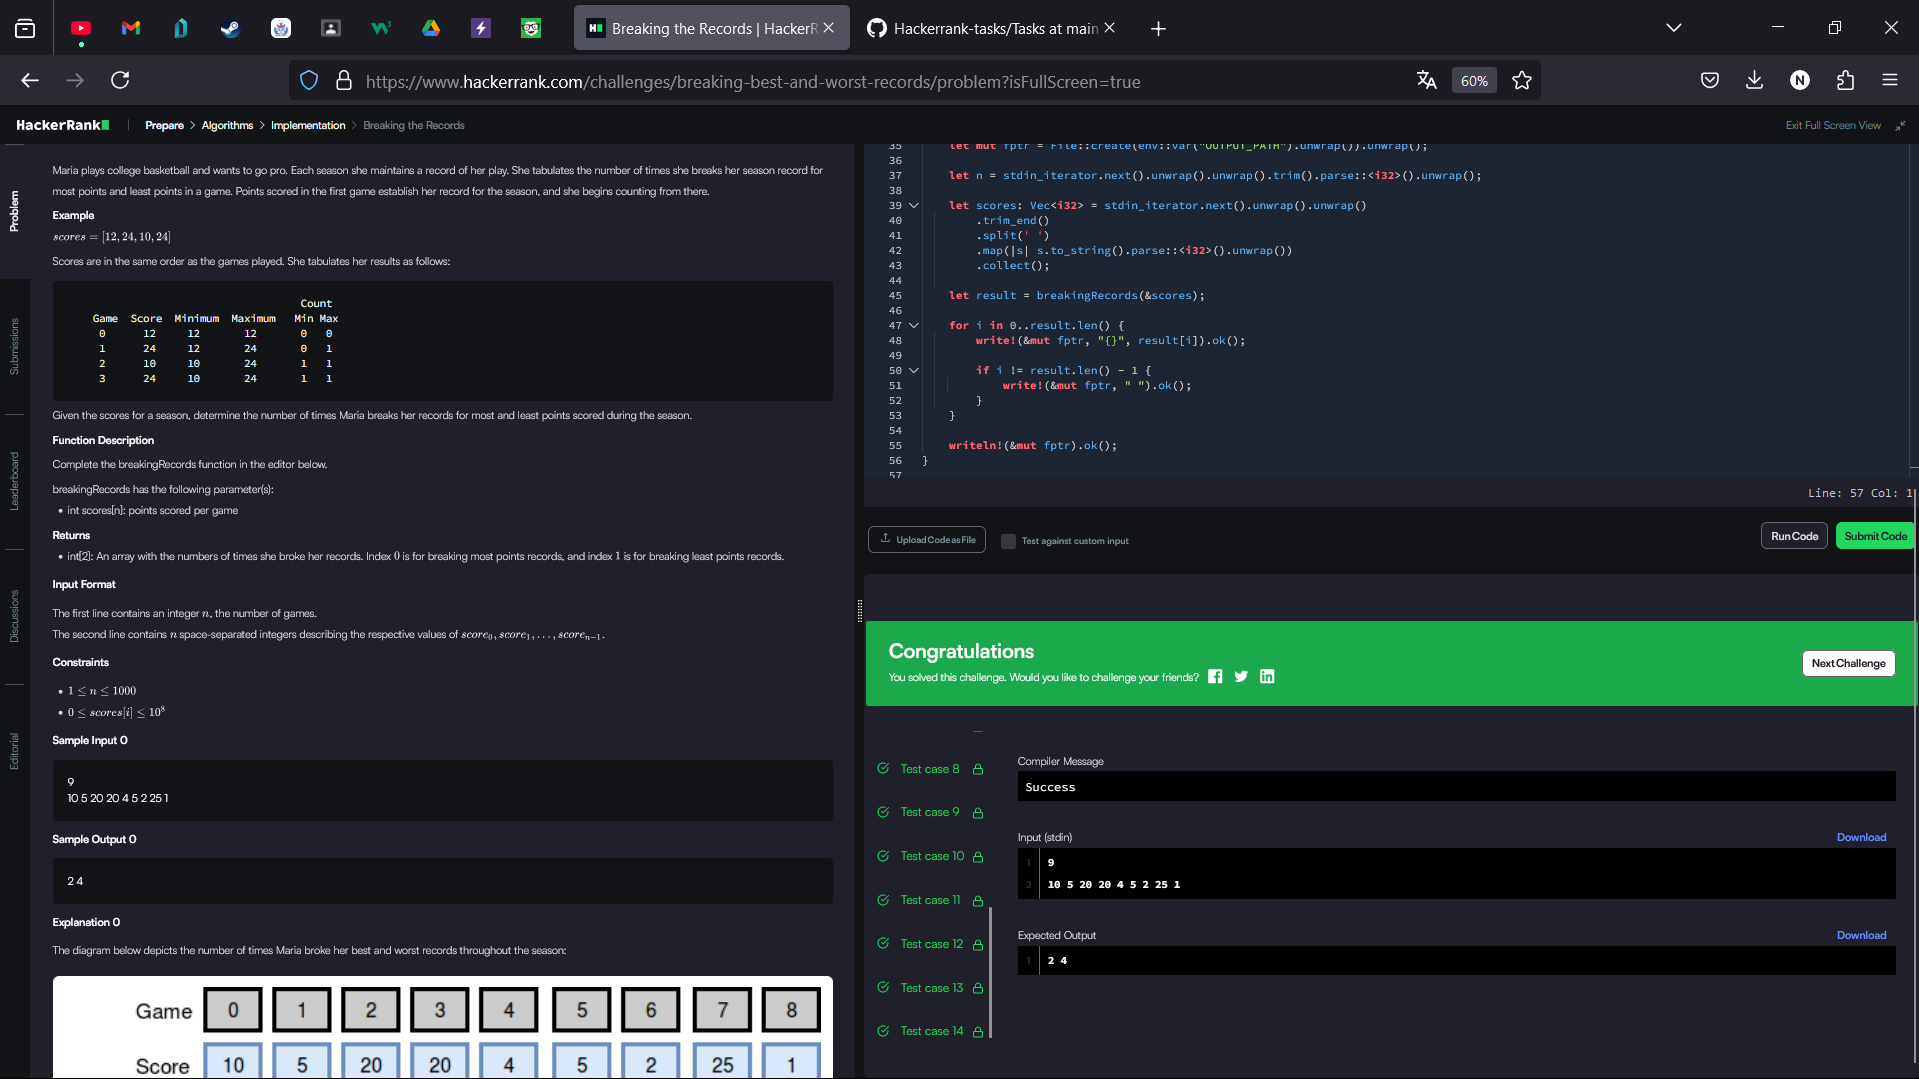 Breaking the Records | HackerR
Hackerrank-tasks/Tasks at main
https://www.hackerrank.com/challenges/breaking-best-and-worst-records/problem?isFullScreen=true
60%
N
HackerRank
Prepare > Algorithms > Implementation > Breaking the Records
Exit Full Screen View
Problem
Submissions
Leaderboard
Discussions
Editorial
Maria plays college basketball and wants to go pro. Each season she maintains a record of her play. She tabulates the number of times she breaks her season record for
most points and least points in a game. Points scored in the first game establish her record for the season, and she begins counting from there.
Example
scores = [12, 24, 10, 24]
Scores are in the same order as the games played. She tabulates her results as follows:
Count
Game Score Minimum Maximum Min Max
0 12 12 12 0 0
1 24 12 24 0 1
2 10 10 24 1 1
3 24 10 24 1 1
Given the scores for a season, determine the number of times Maria breaks her records for most and least points scored during the season.
Function Description
Complete the breakingRecords function in the editor below.
breakingRecords has the following parameter(s):
• int scores[n]: points scored per game
Returns
• int[2]: An array with the numbers of times she broke her records. Index 0 is for breaking most points records, and index 1 is for breaking least points records.
Input Format
The first line contains an integer n, the number of games.
The second line contains n space-separated integers describing the respective values of score₀, score₁, . . . , scoreₙ₋₁.
Constraints
• 1 ≤ n ≤ 1000
• 0 ≤ scores[i] ≤ 10⁸
Sample Input 0
9
10 5 20 20 4 5 2 25 1
Sample Output 0
2 4
Explanation 0
The diagram below depicts the number of times Maria broke her best and worst records throughout the season:
Game 0 1 2 3 4 5 6 7 8
Score 10 5 20 20 4 5 2 25 1
35 let mut fptr = File::create(env::var("OUTPUT_PATH").unwrap()).unwrap();
36
37 let n = stdin_iterator.next().unwrap().unwrap().trim().parse::<i32>().unwrap();
38
39 let scores: Vec<i32> = stdin_iterator.next().unwrap().unwrap()
40 .trim_end()
41 .split(' ')
42 .map(|s| s.to_string().parse::<i32>().unwrap())
43 .collect();
44
45 let result = breakingRecords(&scores);
46
47 for i in 0..result.len() {
48 write!(&mut fptr, "{}", result[i]).ok();
49
50 if i != result.len() - 1 {
51 write!(&mut fptr, " ").ok();
52 }
53 }
54
55 writeln!(&mut fptr).ok();
56 }
57
Line: 57 Col: 1
Upload Code as File
Test against custom input
Run Code
Submit Code
Congratulations
You solved this challenge. Would you like to challenge your friends?
Next Challenge
Test case 8
Test case 9
Test case 10
Test case 11
Test case 12
Test case 13
Test case 14
Compiler Message
Success
Input (stdin)
Download
1 9
2 10 5 20 20 4 5 2 25 1
Expected Output
Download
1 2 4